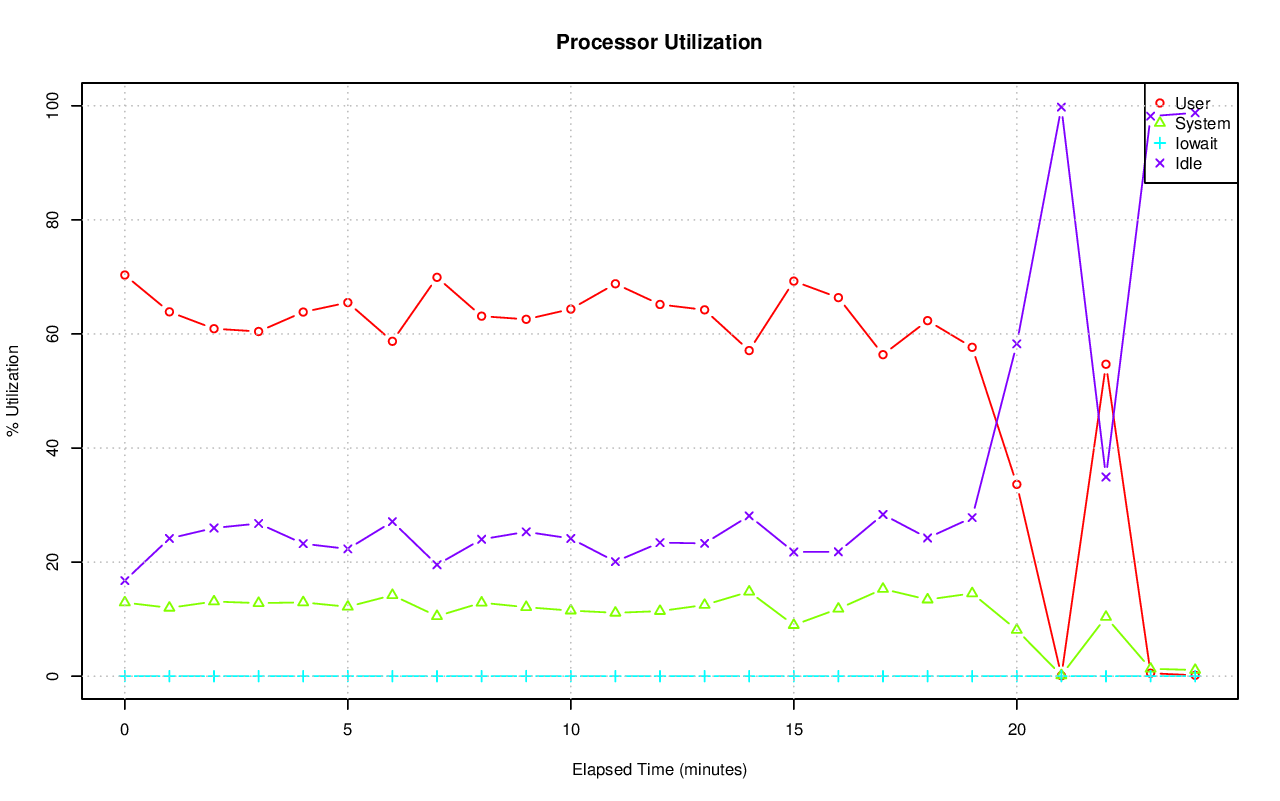 Processor Utilization
100
80
60
40
20
0
% Utilization
User
System
Iowait
Idle
0 5 10 15 20
Elapsed Time (minutes)